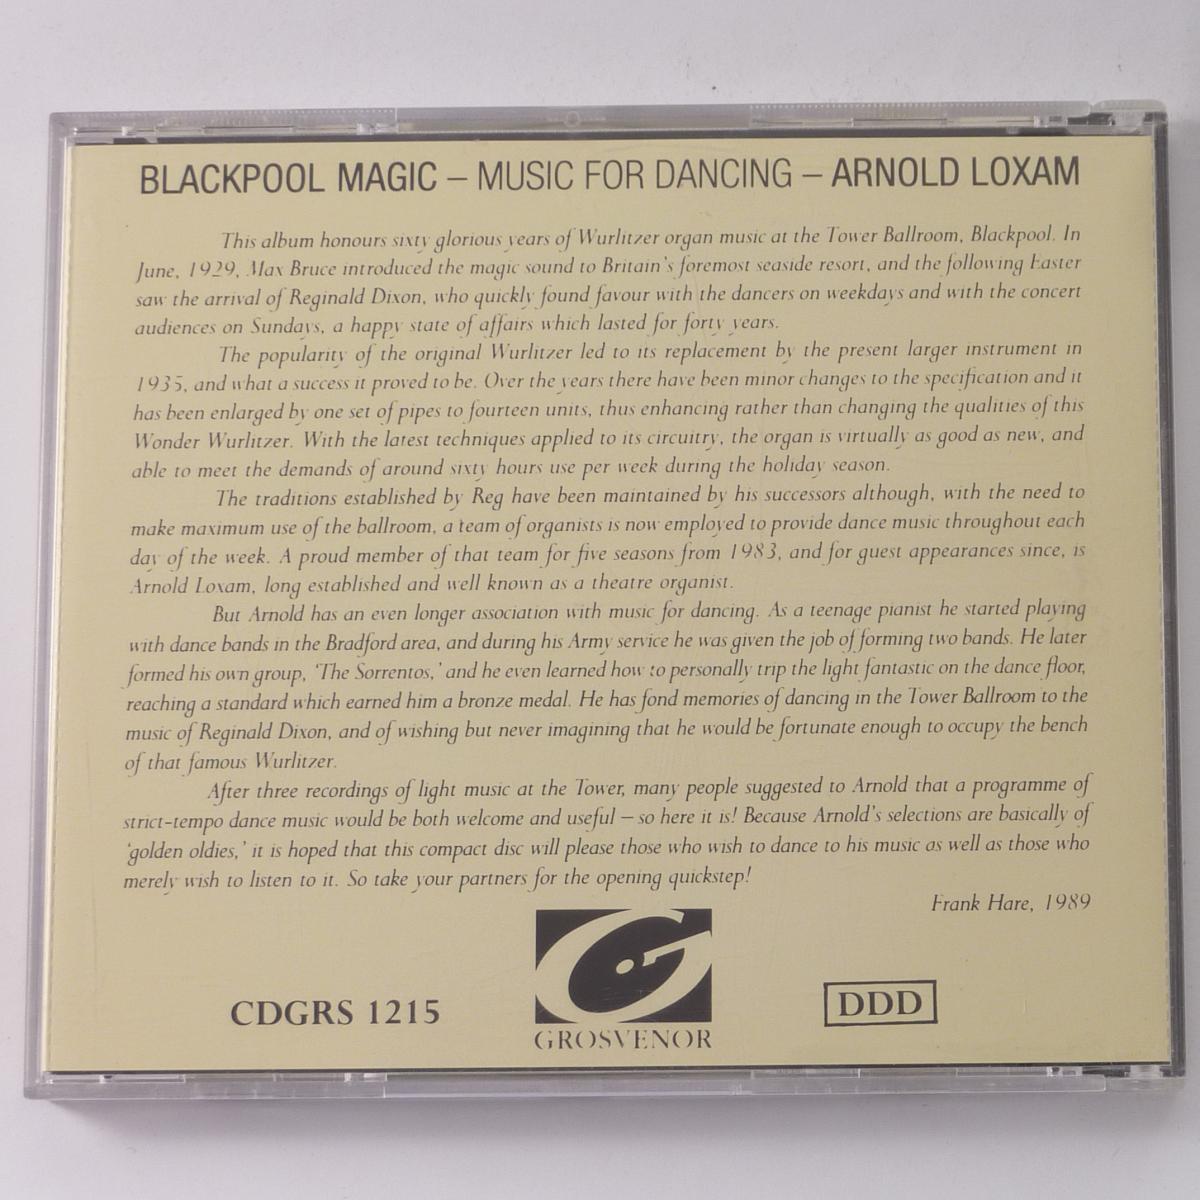 BLACKPOOL MAGIC – MUSIC FOR DANCING – ARNOLD LOXAM
This album honours sixty glorious years of Wurlitzer organ music at the Tower Ballroom, Blackpool. In
June, 1929, Max Bruce introduced the magic sound to Britain's foremost seaside resort, and the following Easter
saw the arrival of Reginald Dixon, who quickly found favour with the dancers on weekdays and with the concert
audiences on Sundays, a happy state of affairs which lasted for forty years.
The popularity of the original Wurlitzer led to its replacement by the present larger instrument in
1935, and what a success it proved to be. Over the years there have been minor changes to the specification and it
has been enlarged by one set of pipes to fourteen units, thus enhancing rather than changing the qualities of this
Wonder Wurlitzer. With the latest techniques applied to its circuitry, the organ is virtually as good as new, and
able to meet the demands of around sixty hours use per week during the holiday season.
The traditions established by Reg have been maintained by his successors although, with the need to
make maximum use of the ballroom, a team of organists is now employed to provide dance music throughout each
day of the week. A proud member of that team for five seasons from 1983, and for guest appearances since, is
Arnold Loxam, long established and well known as a theatre organist.
But Arnold has an even longer association with music for dancing. As a teenage pianist he started playing
with dance bands in the Bradford area, and during his Army service he was given the job of forming two bands. He later
formed his own group, 'The Sorrentos,' and he even learned how to personally trip the light fantastic on the dance floor,
reaching a standard which earned him a bronze medal. He has fond memories of dancing in the Tower Ballroom to the
music of Reginald Dixon, and of wishing but never imagining that he would be fortunate enough to occupy the bench
of that famous Wurlitzer.
After three recordings of light music at the Tower, many people suggested to Arnold that a programme of
strict-tempo dance music would be both welcome and useful – so here it is! Because Arnold's selections are basically of
'golden oldies,' it is hoped that this compact disc will please those who wish to dance to his music as well as those who
merely wish to listen to it. So take your partners for the opening quickstep!
Frank Hare, 1989
G
CDGRS 1215
DDD
GROSVENOR